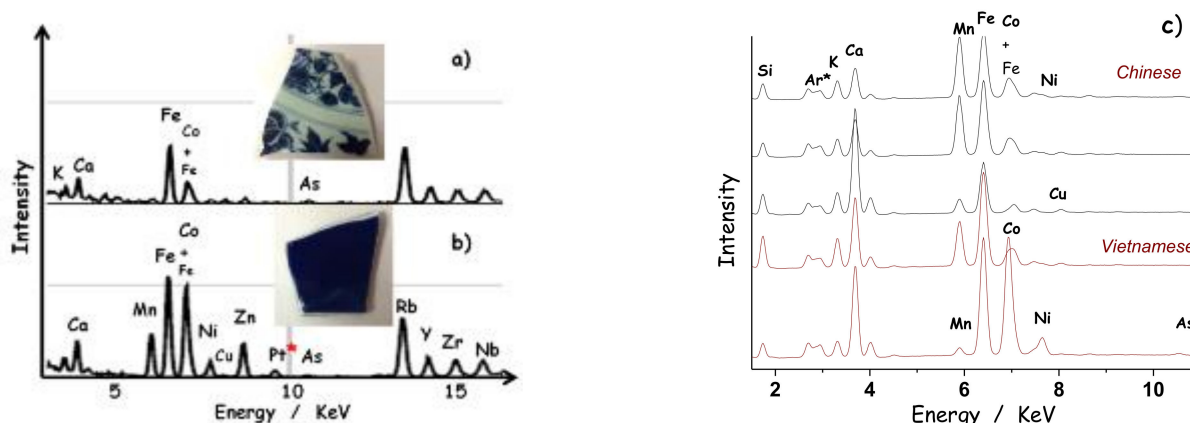 a)
Fe
Co
+
Fe
K Ca
As
b)
Co
Fe +
Fe
Mn
Ca
Ni
Zn
Cu
Pt
As
Rb
Y
Zr
Nb
Intensity
5 10 15
Energy / KeV
c)
Mn Fe Co
+
Fe
Si
Ar*
K
Ca
Ni
Chinese
Cu
Co
Vietnamese
Mn
Ni
As
Intensity
2 4 6 8 10
Energy / KeV